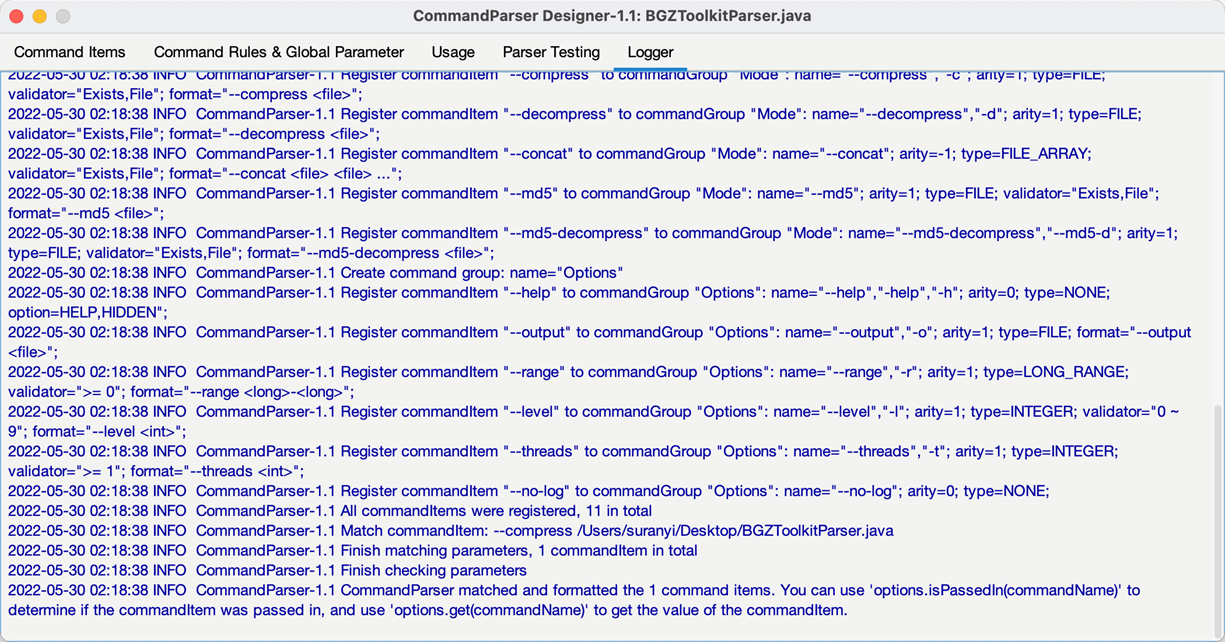 CommandParser Designer-1.1: BGZToolkitParser.java
Command Items Command Rules & Global Parameter Usage Parser Testing Logger
2022-05-30 02:18:38 INFO CommandParser-1.1 Register commandItem "--compress" to commandGroup "Mode": name="--compress","-c"; arity=1; type=FILE;
validator="Exists,File"; format="--compress <file>";
2022-05-30 02:18:38 INFO CommandParser-1.1 Register commandItem "--decompress" to commandGroup "Mode": name="--decompress","-d"; arity=1; type=FILE;
validator="Exists,File"; format="--decompress <file>";
2022-05-30 02:18:38 INFO CommandParser-1.1 Register commandItem "--concat" to commandGroup "Mode": name="--concat"; arity=-1; type=FILE_ARRAY;
validator="Exists,File"; format="--concat <file> <file> ...";
2022-05-30 02:18:38 INFO CommandParser-1.1 Register commandItem "--md5" to commandGroup "Mode": name="--md5"; arity=1; type=FILE; validator="Exists,File";
format="--md5 <file>";
2022-05-30 02:18:38 INFO CommandParser-1.1 Register commandItem "--md5-decompress" to commandGroup "Mode": name="--md5-decompress","--md5-d"; arity=1;
type=FILE; validator="Exists,File"; format="--md5-decompress <file>";
2022-05-30 02:18:38 INFO CommandParser-1.1 Create command group: name="Options"
2022-05-30 02:18:38 INFO CommandParser-1.1 Register commandItem "--help" to commandGroup "Options": name="--help","-help","-h"; arity=0; type=NONE;
option=HELP,HIDDEN";
2022-05-30 02:18:38 INFO CommandParser-1.1 Register commandItem "--output" to commandGroup "Options": name="--output","-o"; arity=1; type=FILE; format="--output
<file>";
2022-05-30 02:18:38 INFO CommandParser-1.1 Register commandItem "--range" to commandGroup "Options": name="--range","-r"; arity=1; type=LONG_RANGE;
validator=">= 0"; format="--range <long>-<long>";
2022-05-30 02:18:38 INFO CommandParser-1.1 Register commandItem "--level" to commandGroup "Options": name="--level","-l"; arity=1; type=INTEGER; validator="0 ~
9"; format="--level <int>";
2022-05-30 02:18:38 INFO CommandParser-1.1 Register commandItem "--threads" to commandGroup "Options": name="--threads","-t"; arity=1; type=INTEGER;
validator=">= 1"; format="--threads <int>";
2022-05-30 02:18:38 INFO CommandParser-1.1 Register commandItem "--no-log" to commandGroup "Options": name="--no-log"; arity=0; type=NONE;
2022-05-30 02:18:38 INFO CommandParser-1.1 All commandItems were registered, 11 in total
2022-05-30 02:18:38 INFO CommandParser-1.1 Match commandItem: --compress /Users/suranyi/Desktop/BGZToolkitParser.java
2022-05-30 02:18:38 INFO CommandParser-1.1 Finish matching parameters, 1 commandItem in total
2022-05-30 02:18:38 INFO CommandParser-1.1 Finish checking parameters
2022-05-30 02:18:38 INFO CommandParser-1.1 CommandParser matched and formatted the 1 command items. You can use 'options.isPassedIn(commandName)' to
determine if the commandItem was passed in, and use 'options.get(commandName)' to get the value of the commandItem.